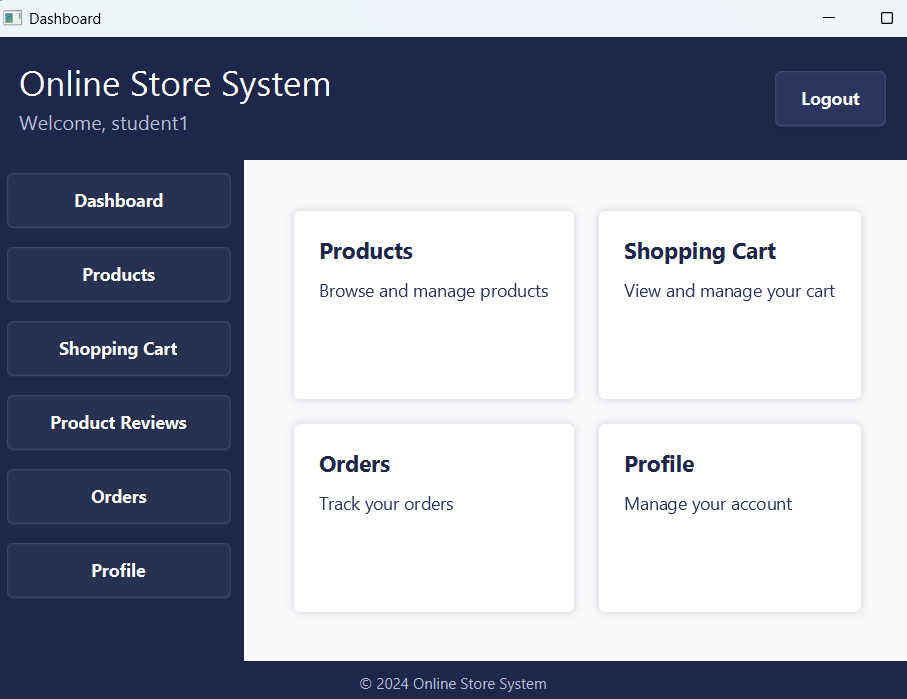 Dashboard
Online Store System
Welcome, student1
Logout
Dashboard
Products
Shopping Cart
Product Reviews
Orders
Profile
Products
Browse and manage products
Shopping Cart
View and manage your cart
Orders
Track your orders
Profile
Manage your account
© 2024 Online Store System